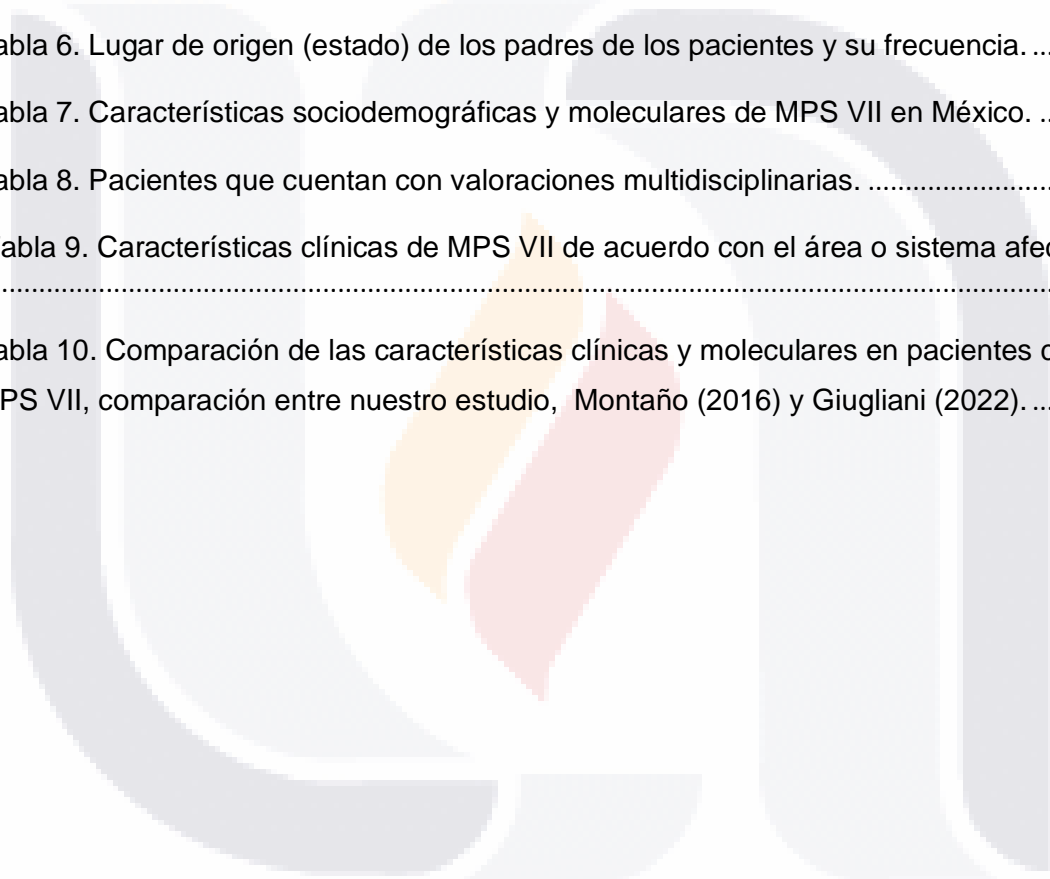 abla 6. Lugar de origen (estado) de los padres de los pacientes y su frecuencia. ...
abla 7. Características sociodemográficas y moleculares de MPS VII en México. ..
abla 8. Pacientes que cuentan con valoraciones multidisciplinarias. .........................
abla 9. Características clínicas de MPS VII de acuerdo con el área o sistema afec
..........................................................................................................................................
abla 10. Comparación de las características clínicas y moleculares en pacientes c
PS VII, comparación entre nuestro estudio, Montaño (2016) y Giugliani (2022). ...